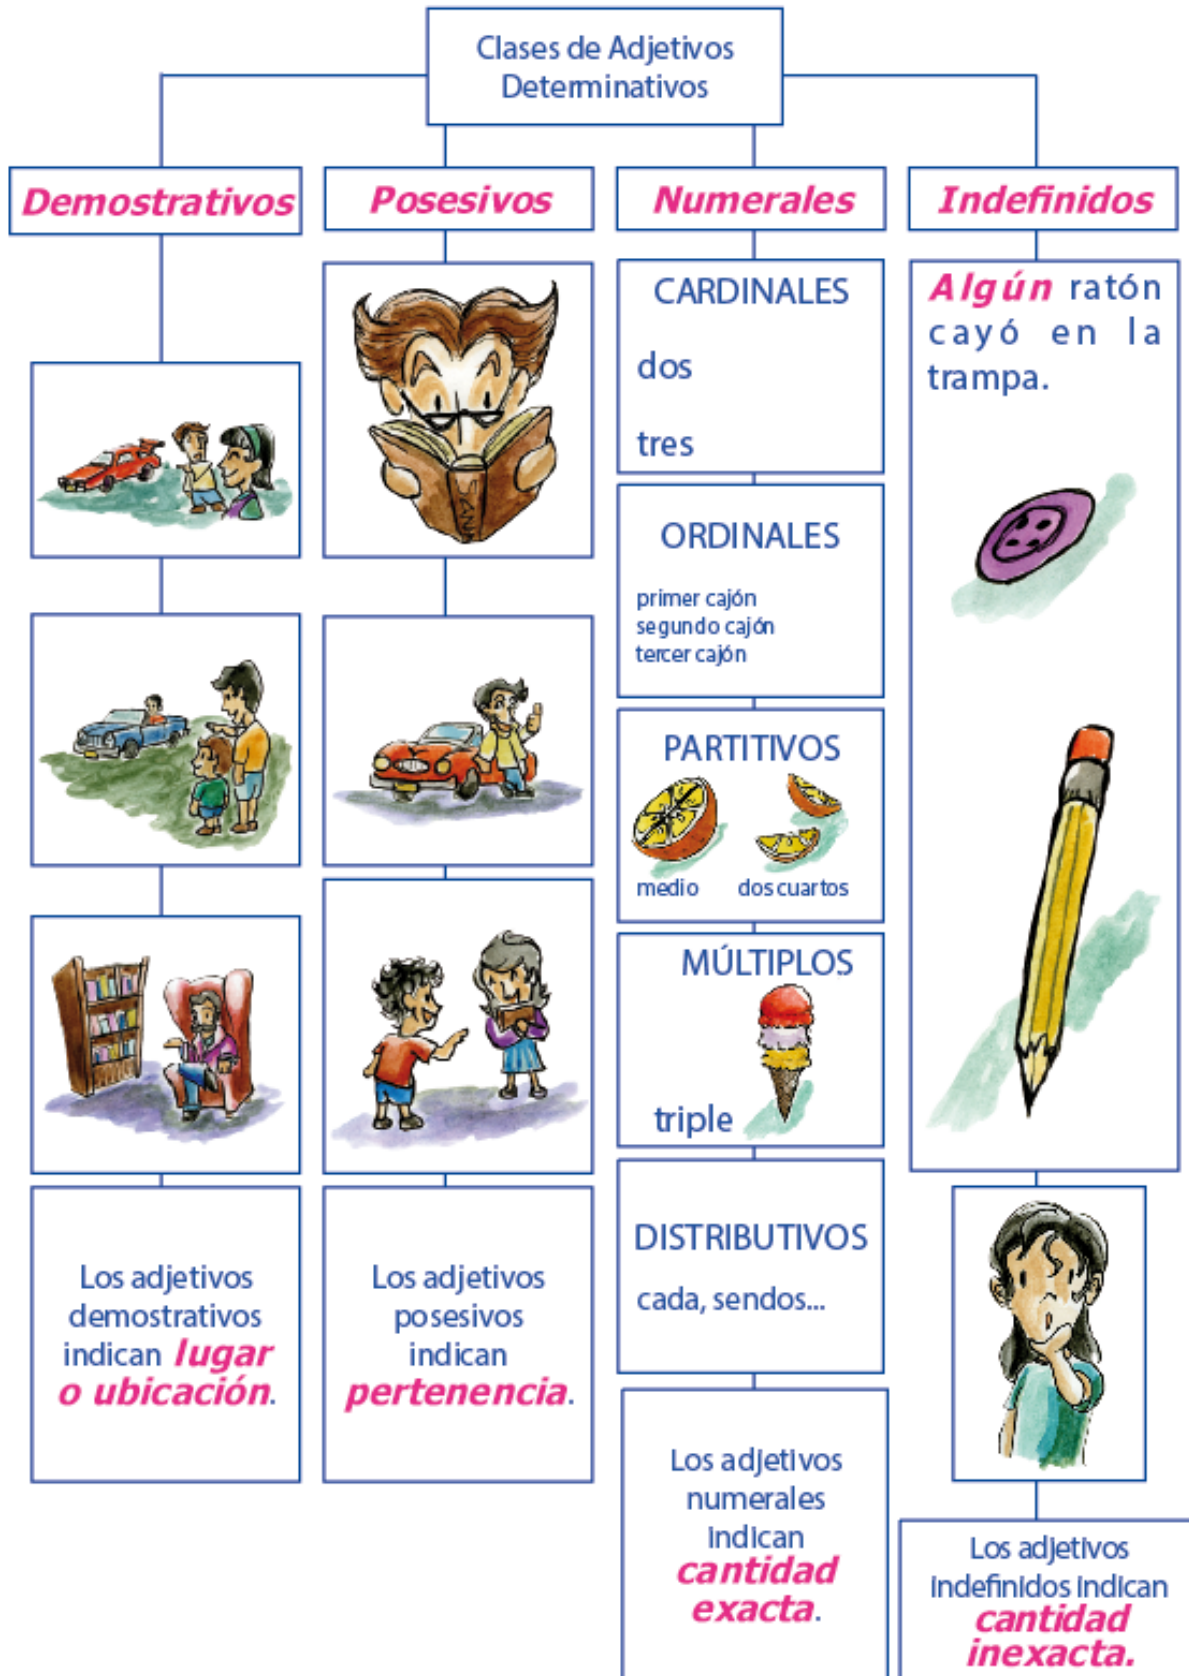 Clases de Adjetivos
Determinativos
Demostrativos
Los adjetivos
demostrativos
indican lugar
o ubicación.
Posesivos
Los adjetivos
posesivos
indican
pertenencia.
Numerales
CARDINALES
dos
tres
ORDINALES
primer cajón
segundo cajón
tercer cajón
PARTITIVOS
medio dos cuartos
MÚLTIPLOS
triple
DISTRIBUTIVOS
cada, sendos...
Los adjetivos
numerales
indican
cantidad
exacta.
Indefinidos
Algún ratón
cayó en la
trampa.
Los adjetivos
indefinidos indican
cantidad
inexacta.